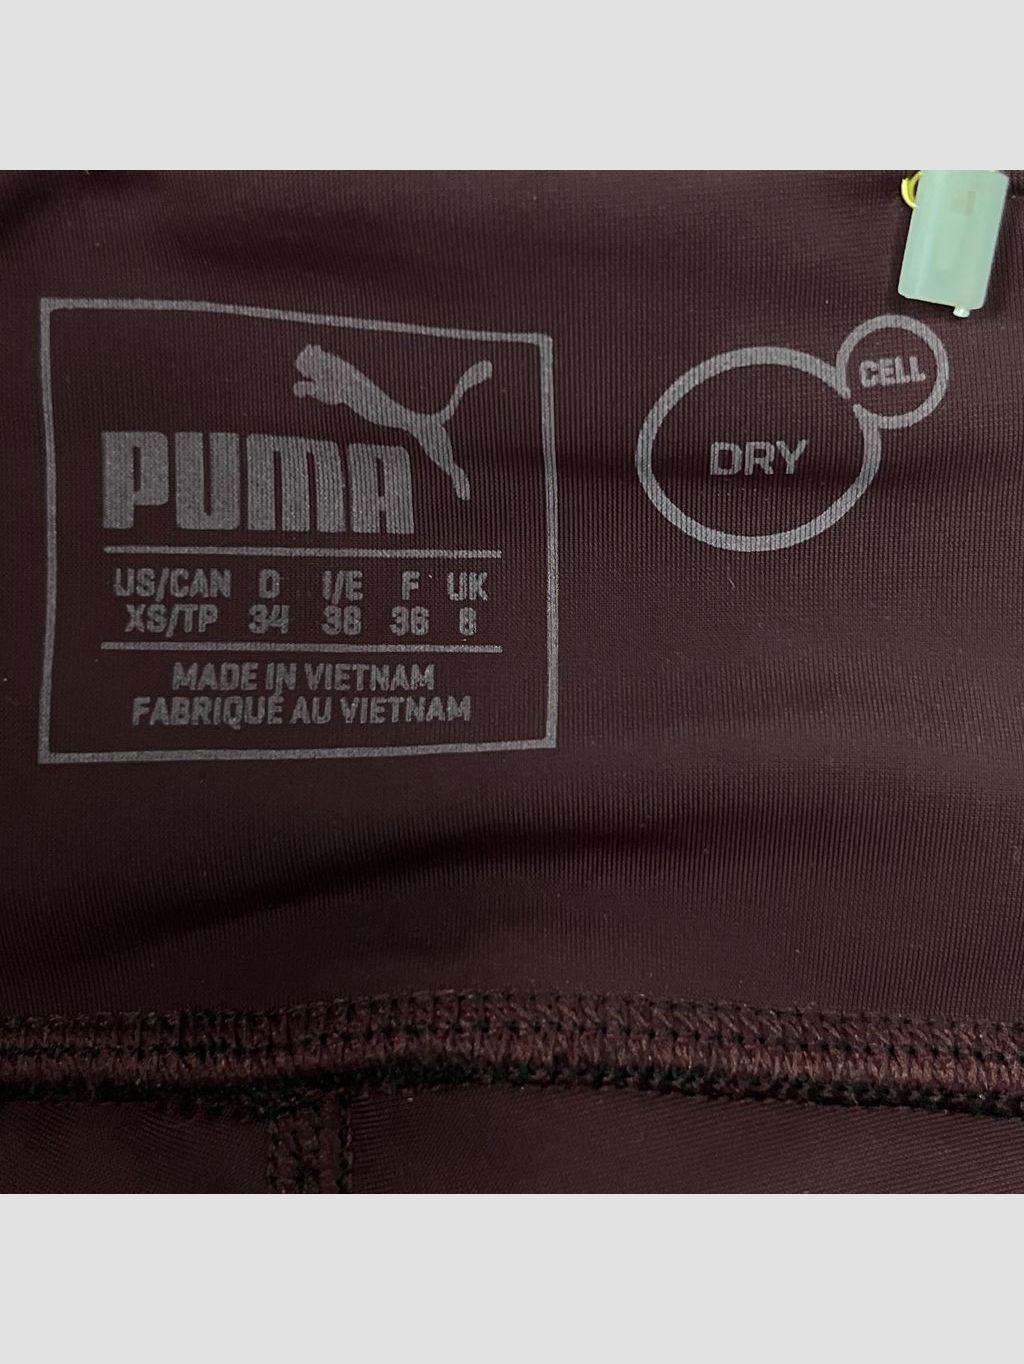 PUMA
US/CAN D I/E F UK
XS/TP 34 38 36 8
MADE IN VIETNAM
FABRIQUÉ AU VIETNAM
DRY
CELL